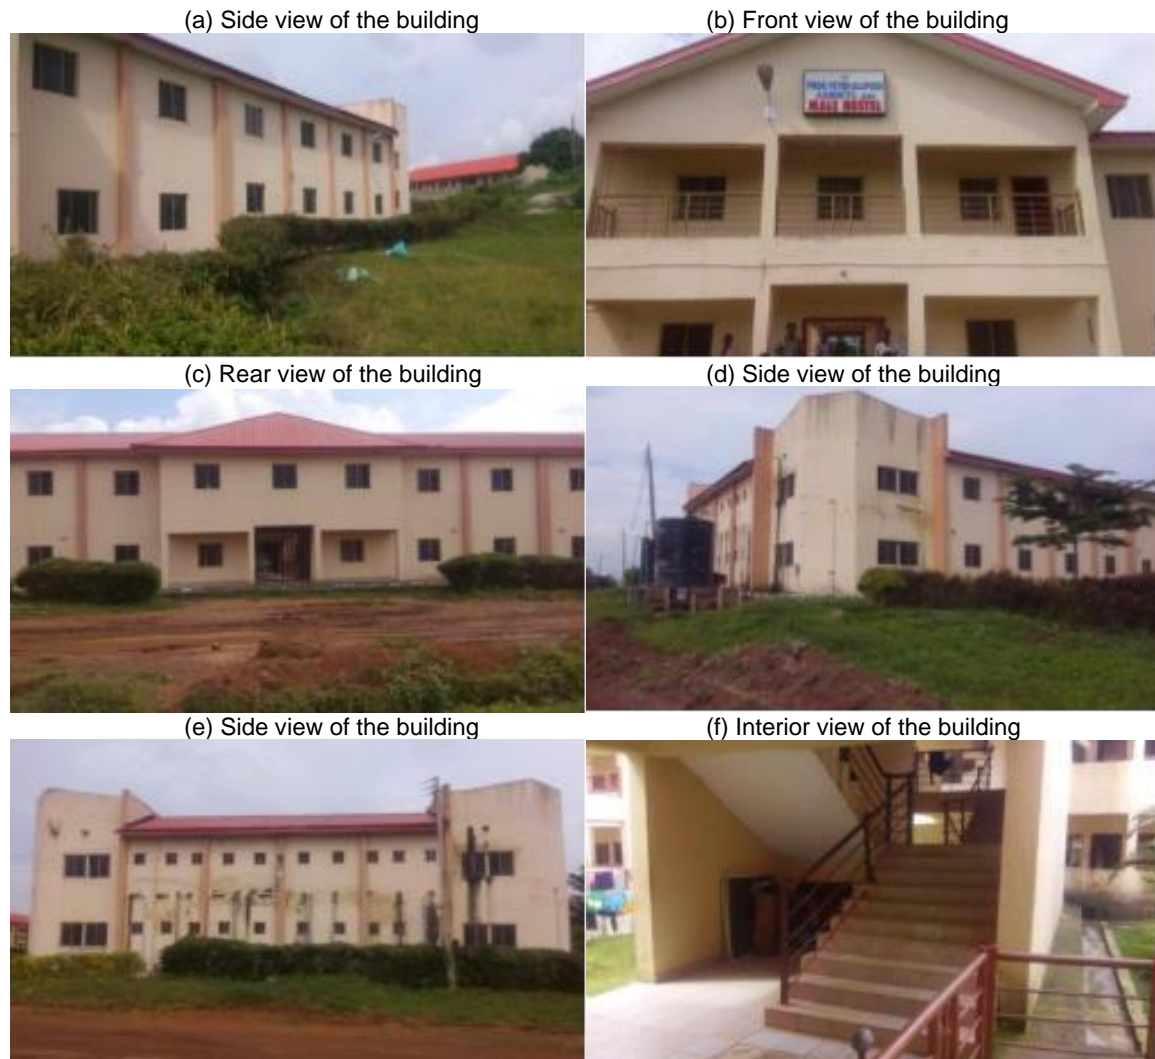 (a) Side view of the building
(b) Front view of the building
MALE HOSTEL
(c) Rear view of the building
(d) Side view of the building
(e) Side view of the building
(f) Interior view of the building